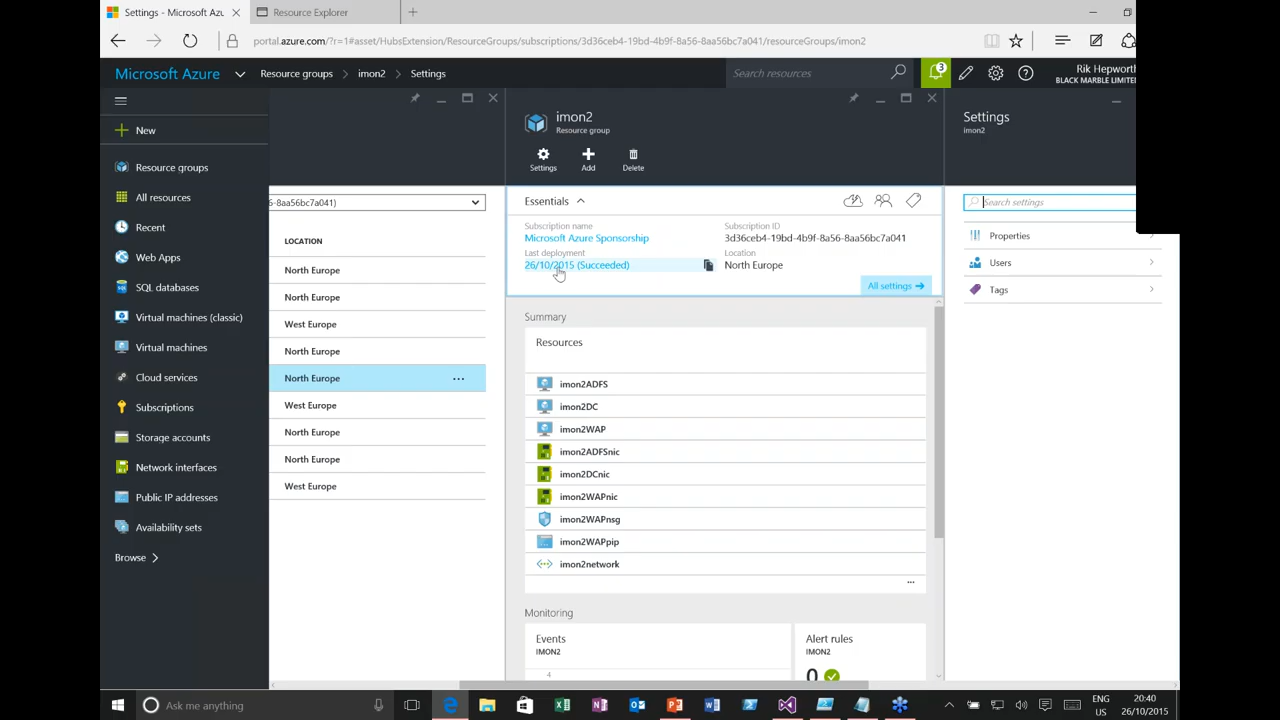 Settings - Microsoft Azu
Resource Explorer
portal.azure.com/?r=1#asset/HubsExtension/ResourceGroups/subscriptions/3d36ceb4-19bd-4b9f-8a56-8aa56bc7a041/resourceGroups/imon2
Microsoft Azure
Resource groups > imon2 > Settings
Search resources
3
Rik Hepworth
BLACK MARBLE LIMITED
New
Resource groups
All resources
Recent
Web Apps
SQL databases
Virtual machines (classic)
Virtual machines
Cloud services
Subscriptions
Storage accounts
Network interfaces
Public IP addresses
Availability sets
Browse >
6-8aa56bc7a041)
LOCATION
North Europe
North Europe
West Europe
North Europe
North Europe ...
West Europe
North Europe
North Europe
West Europe
imon2
Resource group
Settings
Add
Delete
Essentials
Subscription name
Microsoft Azure Sponsorship
Last deployment
26/10/2015 (Succeeded)
Subscription ID
3d36ceb4-19bd-4b9f-8a56-8aa56bc7a041
Location
North Europe
All settings →
Summary
Resources
imon2ADFS
imon2DC
imon2WAP
imon2ADFSnic
imon2DCnic
imon2WAPnic
imon2WAPnsg
imon2WAPpip
imon2network
...
Monitoring
Events
IMON2
4
Alert rules
IMON2
0
Settings
imon2
Search settings
Properties
Users
Tags
Ask me anything
ENG
US
20:40
26/10/2015